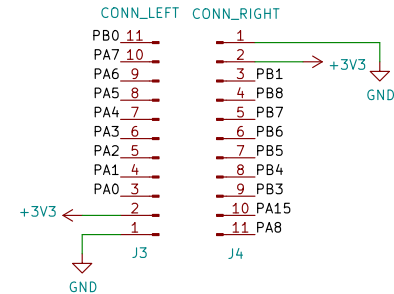 CONN_LEFT CONN_RIGHT
PB0 11 1
PA7 10 2 +3V3
PA6 9 3 PB1
GND
PA5 8 4 PB8
PA4 7 5 PB7
PA3 6 6 PB6
PA2 5 7 PB5
PA1 4 8 PB4
PA0 3 9 PB3
+3V3 2 10 PA15
1 11 PA8
J3 J4
GND